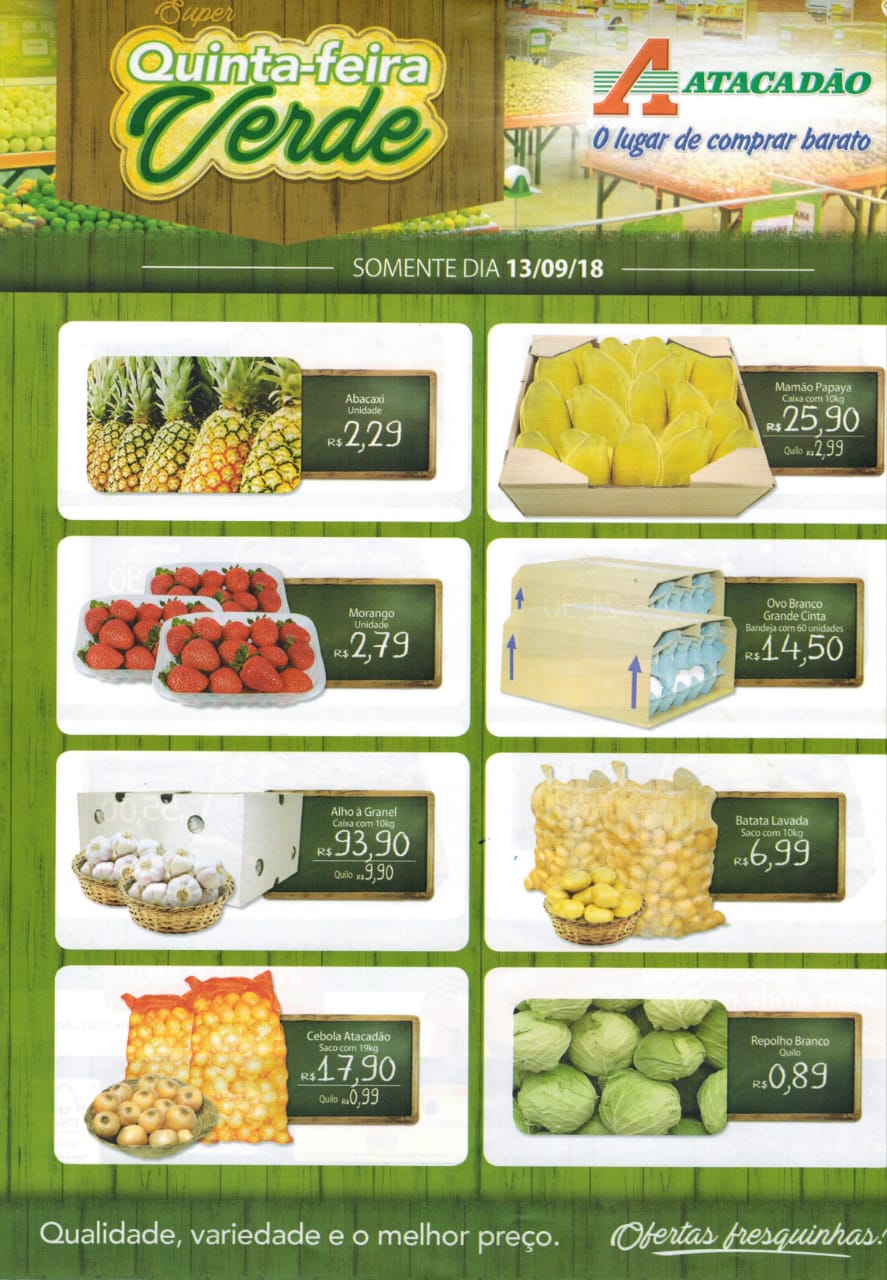 Super
Quinta-feira
Verde
ATACADÃO
O lugar de comprar barato
SOMENTE DIA 13/09/18
Abacaxi
Unidade
R$ 2,29
Mamão Papaya
Caixa com 10kg
R$ 25,90
Quilo R$ 2,99
Morango
Unidade
R$ 2,79
Ovo Branco
Grande Cinta
Bandeja com 60 unidades
R$ 14,50
Alho à Granel
Caixa com 10kg
R$ 93,90
Quilo R$ 9,90
Batata Lavada
Saco com 10kg
R$ 6,99
Cebola Atacadão
Saco com 19kg
R$ 17,90
Quilo R$ 0,99
Repolho Branco
Quilo
R$ 0,89
Qualidade, variedade e o melhor preço.
Ofertas fresquinhas!